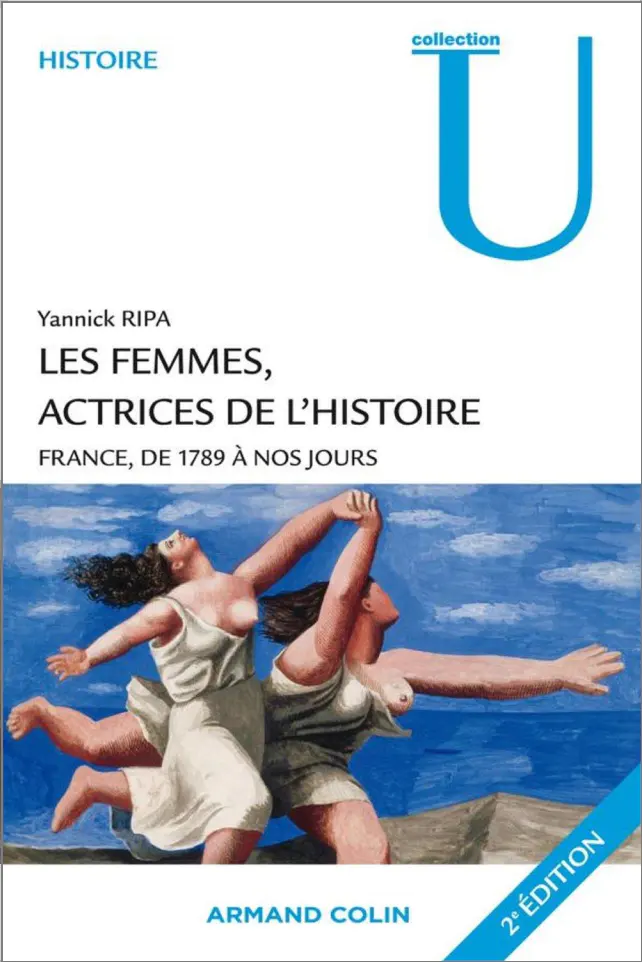 HISTOIRE
collection
U
Yannick RIPA
LES FEMMES,
ACTRICES DE L’HISTOIRE
FRANCE, DE 1789 À NOS JOURS
2e ÉDITION
ARMAND COLIN